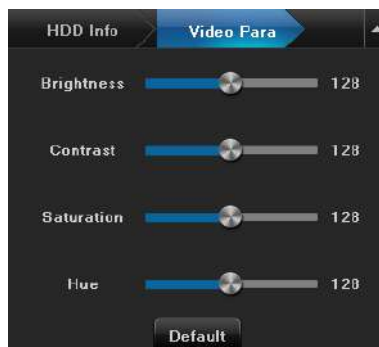 HDD Info Video Para
Brightness 128
Contrast 128
Saturation 128
Hue 128
Default